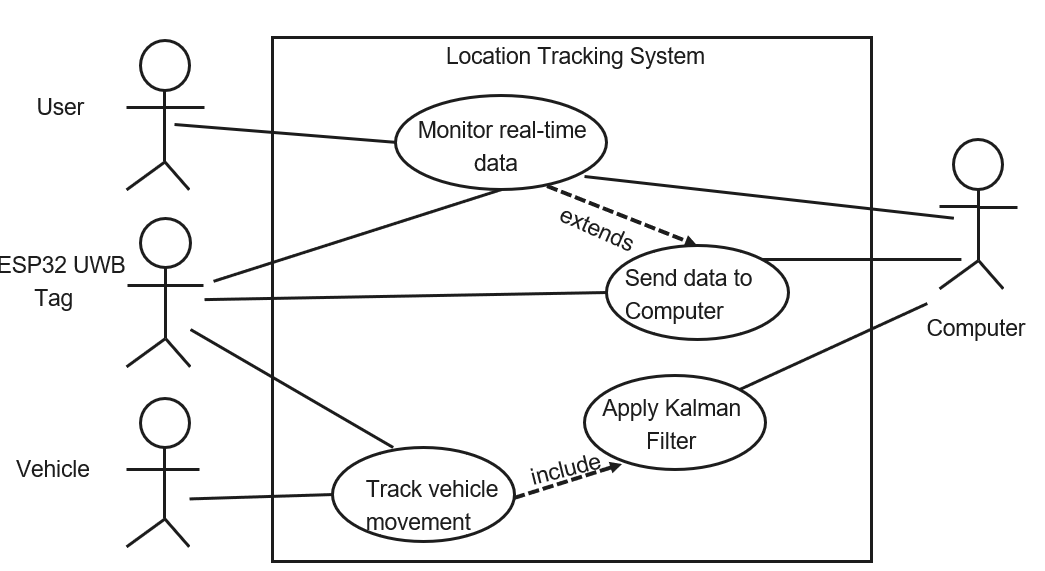 Location Tracking System
User
Monitor real-time
data
extends
ESP32 UWB
Tag
Send data to
Computer
Computer
Apply Kalman
Filter
include
Vehicle
Track vehicle
movement